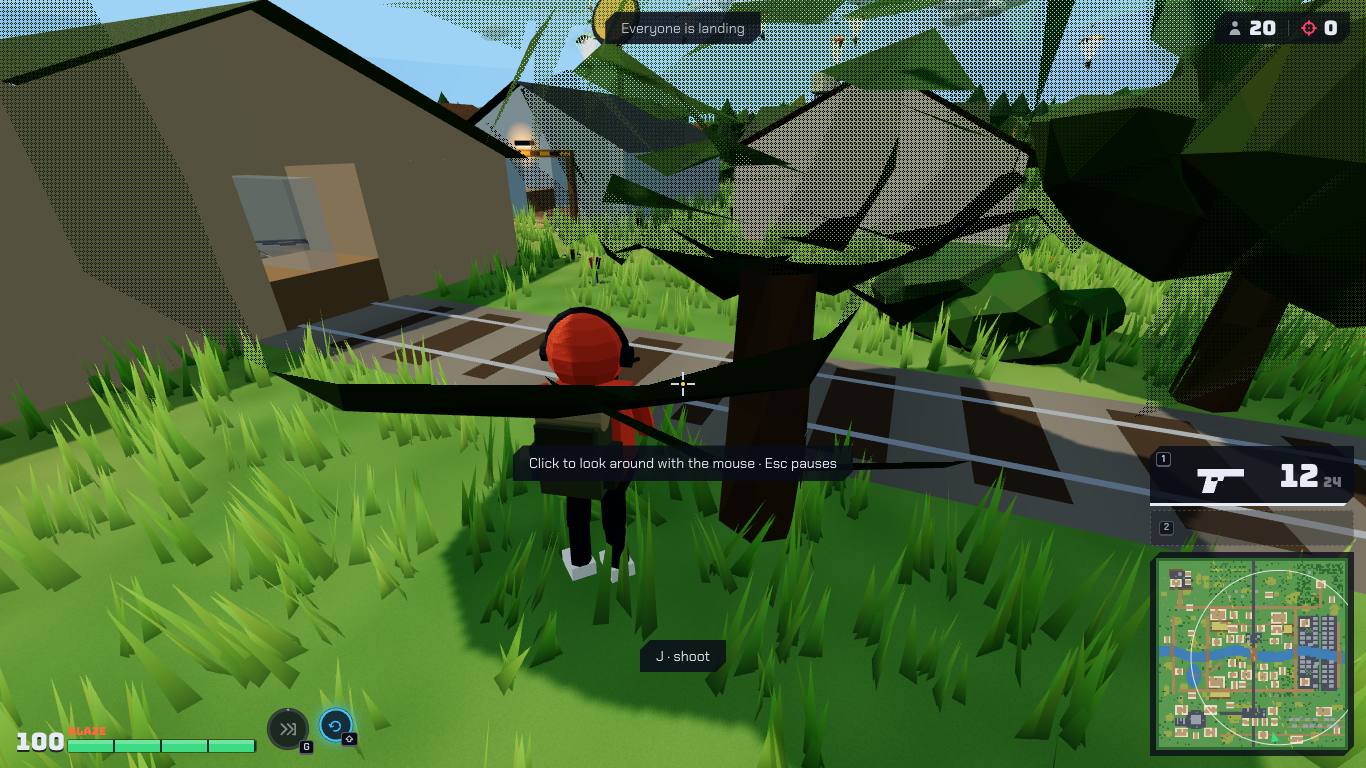 Everyone is landing
20
0
Click to look around with the mouse · Esc pauses
1
12 24
2
J · shoot
100 BLAZE
G